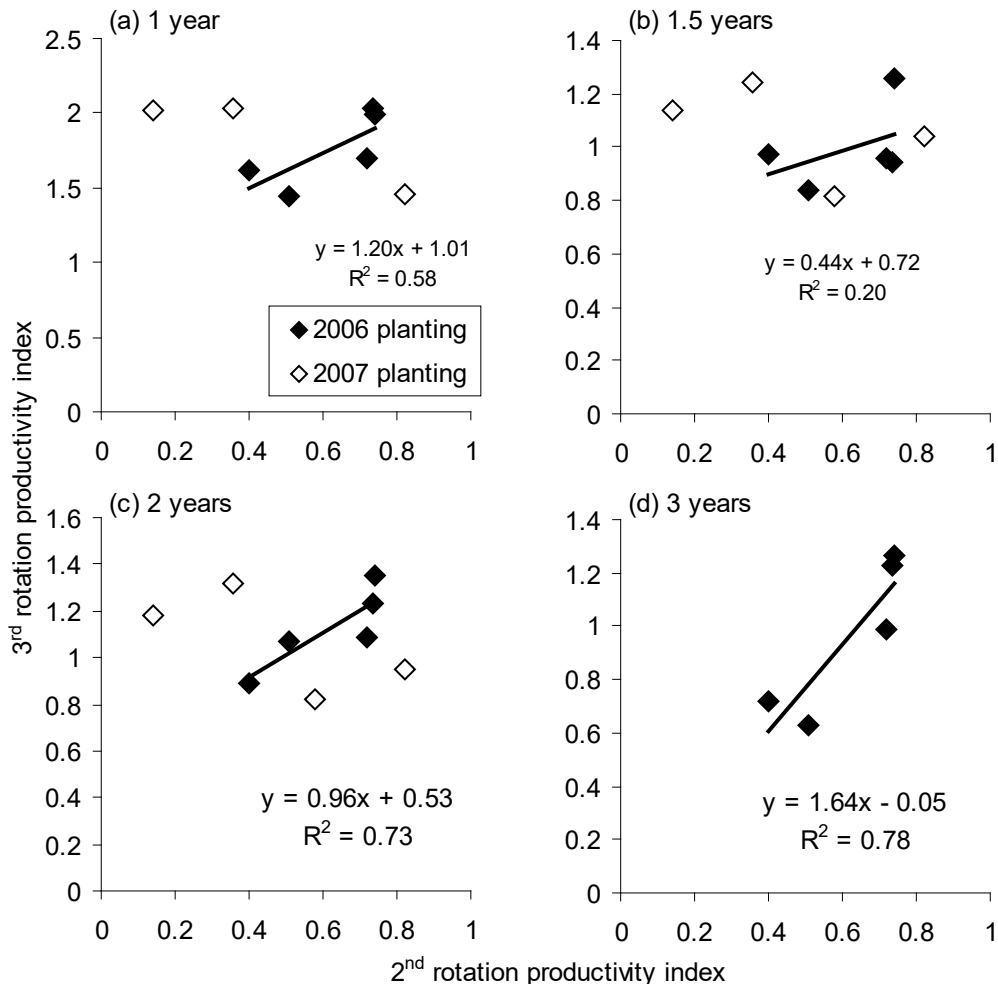 (a) 1 year
2.5
2
1.5
1
0.5
0
0 0.2 0.4 0.6 0.8 1
y = 1.20x + 1.01
R² = 0.58
2006 planting
2007 planting
(b) 1.5 years
1.4
1.2
1
0.8
0.6
0.4
0.2
0
0 0.2 0.4 0.6 0.8 1
y = 0.44x + 0.72
R² = 0.20
3rd rotation productivity index
(c) 2 years
1.6
1.4
1.2
1
0.8
0.6
0.4
0.2
0
0 0.2 0.4 0.6 0.8 1
y = 0.96x + 0.53
R² = 0.73
(d) 3 years
1.4
1.2
1
0.8
0.6
0.4
0.2
0
0 0.2 0.4 0.6 0.8 1
y = 1.64x - 0.05
R² = 0.78
2nd rotation productivity index